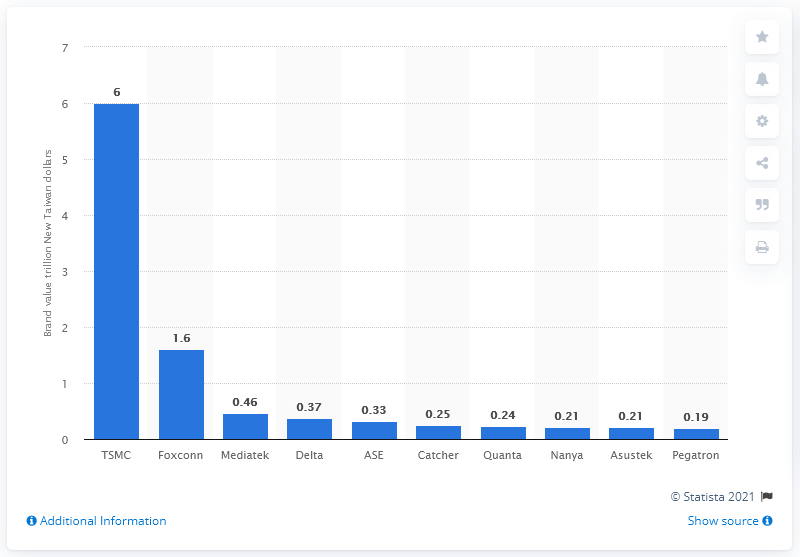 7
6
5
4
3
2
1
0
Brand value trillion New Taiwan dollars
6
1.6
0.46
0.37
0.33
0.25
0.24
0.21
0.21
0.19
TSMC
Foxconn
Mediatek
Delta
ASE
Catcher
Quanta
Nanya
Asustek
Pegatron
© Statista 2021
Additional Information
Show source